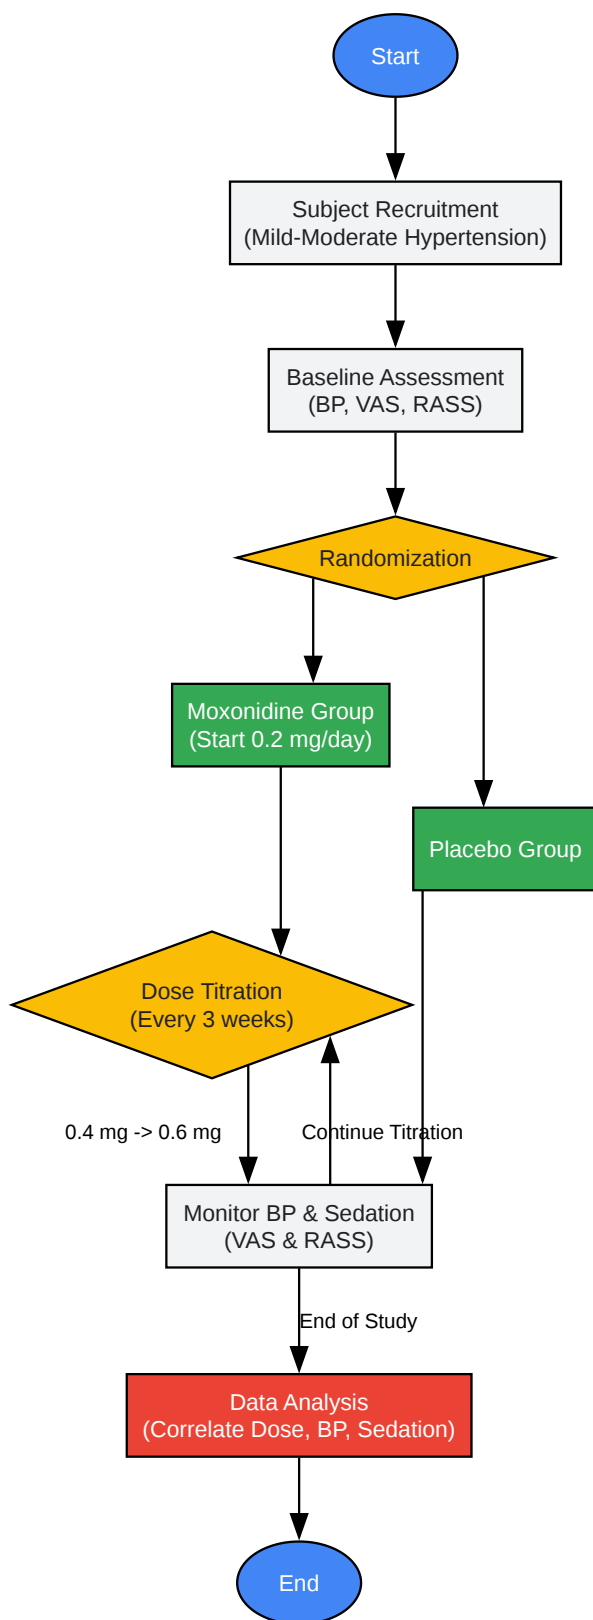 Start
Subject Recruitment
(Mild-Moderate Hypertension)
Baseline Assessment
(BP, VAS, RASS)
Randomization
Moxonidine Group
(Start 0.2 mg/day)
Placebo Group
Dose Titration
(Every 3 weeks)
0.4 mg -> 0.6 mg
Continue Titration
Monitor BP & Sedation
(VAS & RASS)
End of Study
Data Analysis
(Correlate Dose, BP, Sedation)
End